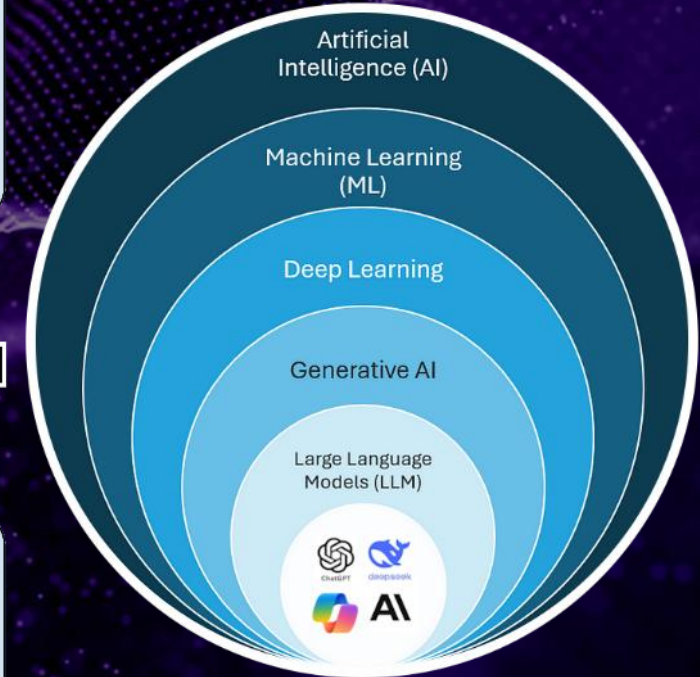 Artificial
Intelligence (AI)
Machine Learning
(ML)
Deep Learning
Generative AI
Large Language
Models (LLM)
ChatGPT
deepseek
AI